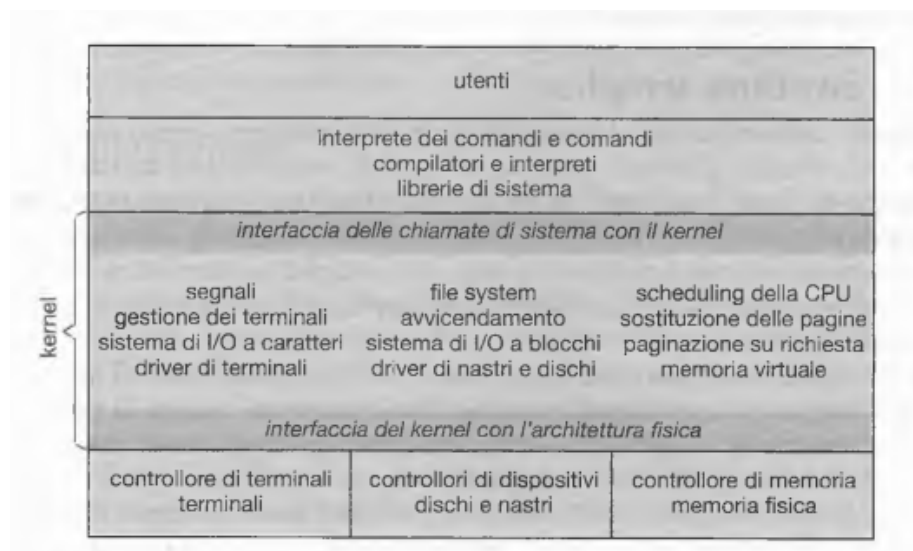 utenti
interprete dei comandi e comandi
compilatori e interpreti
librerie di sistema
interfaccia delle chiamate di sistema con il kernel
kernel
segnali
gestione dei terminali
sistema di I/O a caratteri
driver di terminali
file system
avvicendamento
sistema di I/O a blocchi
driver di nastri e dischi
scheduling della CPU
sostituzione delle pagine
paginazione su richiesta
memoria virtuale
interfaccia del kernel con l'architettura fisica
controllore di terminali
terminali
controllori di dispositivi
dischi e nastri
controllore di memoria
memoria fisica